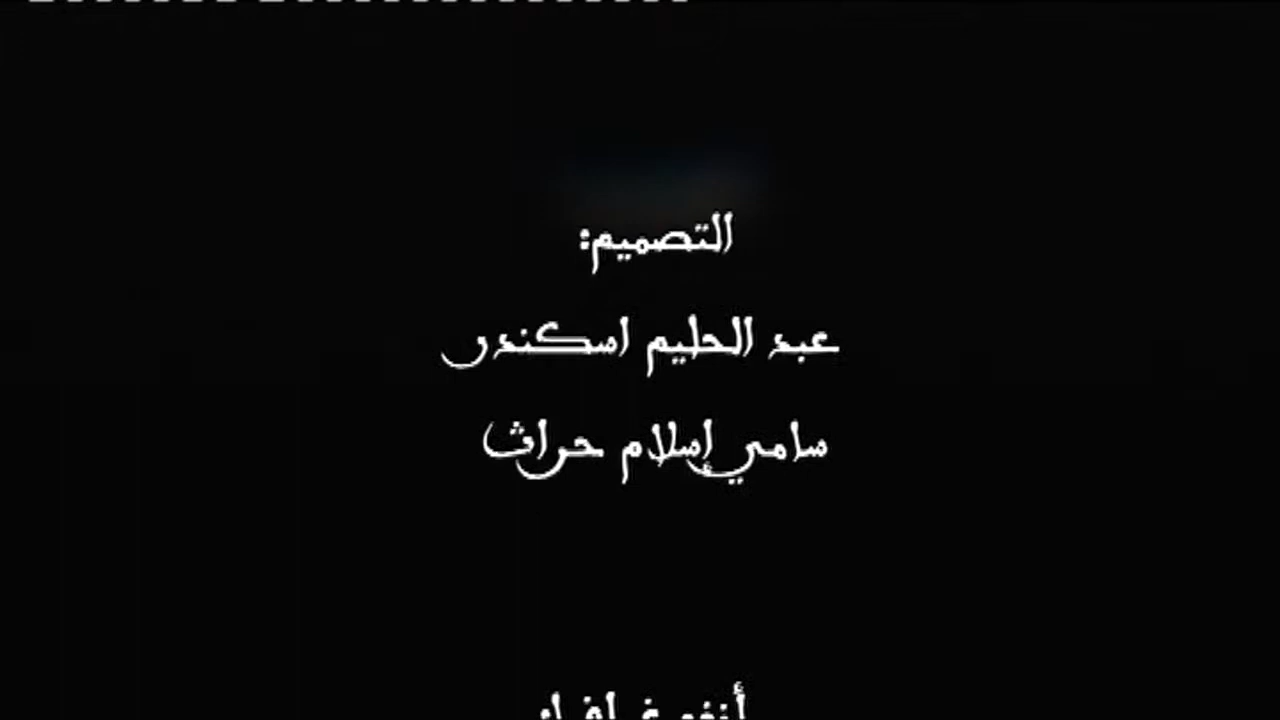 التصميم:
عبد الحليم اسكندر
سامي إسلام حراث